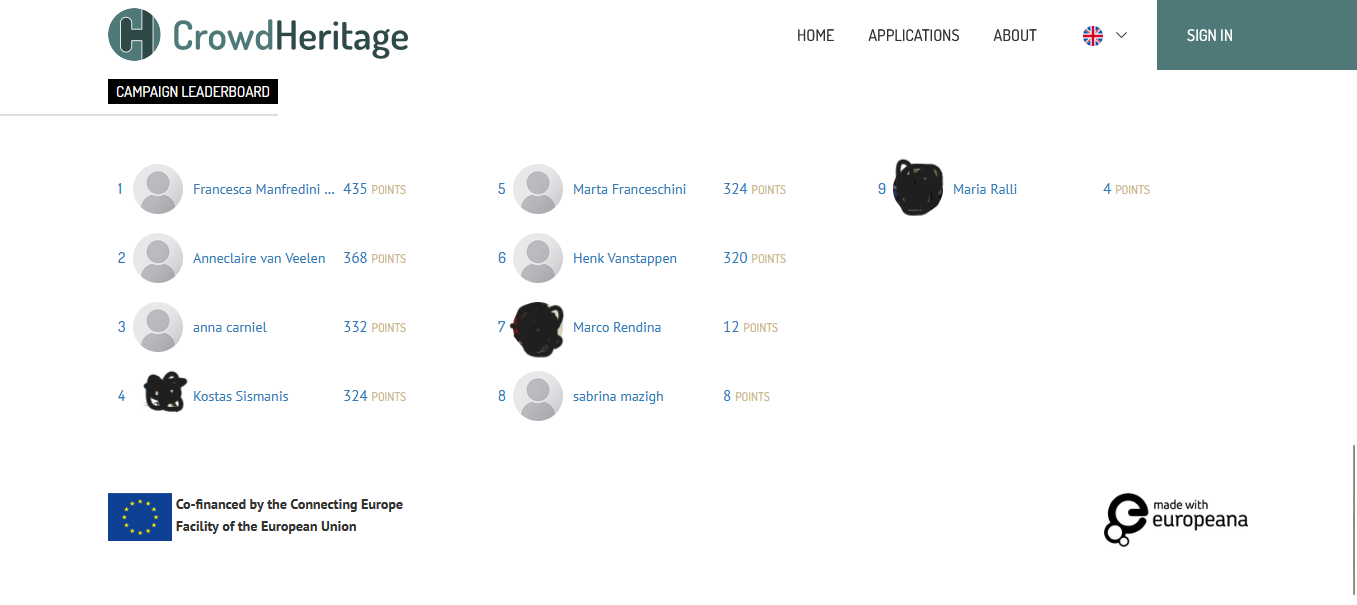 CrowdHeritage
HOME APPLICATIONS ABOUT SIGN IN
CAMPAIGN LEADERBOARD
1 Francesca Manfredini ... 435 POINTS
2 Anneclaire van Veelen 368 POINTS
3 anna carniel 332 POINTS
4 Kostas Sismanis 324 POINTS
5 Marta Franceschini 324 POINTS
6 Henk Vanstappen 320 POINTS
7 Marco Rendina 12 POINTS
8 sabrina mazigh 8 POINTS
9 Maria Ralli 4 POINTS
Co-financed by the Connecting Europe
Facility of the European Union
made with
europeana